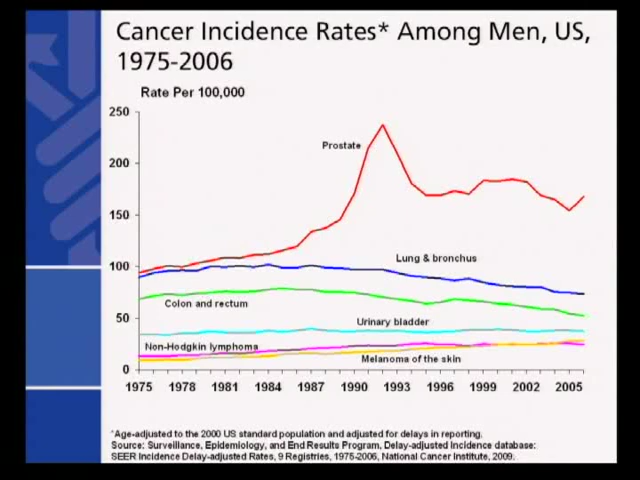 Cancer Incidence Rates* Among Men, US,
1975-2006
Rate Per 100,000
250
200
150
100
50
0
Prostate
Lung & bronchus
Colon and rectum
Urinary bladder
Non-Hodgkin lymphoma
Melanoma of the skin
1975 1978 1981 1984 1987 1990 1993 1996 1999 2002 2005
*Age-adjusted to the 2000 US standard population and adjusted for delays in reporting.
Source: Surveillance, Epidemiology, and End Results Program, Delay-adjusted Incidence database:
SEER Incidence Delay-adjusted Rates, 9 Registries, 1975-2006, National Cancer Institute, 2009.